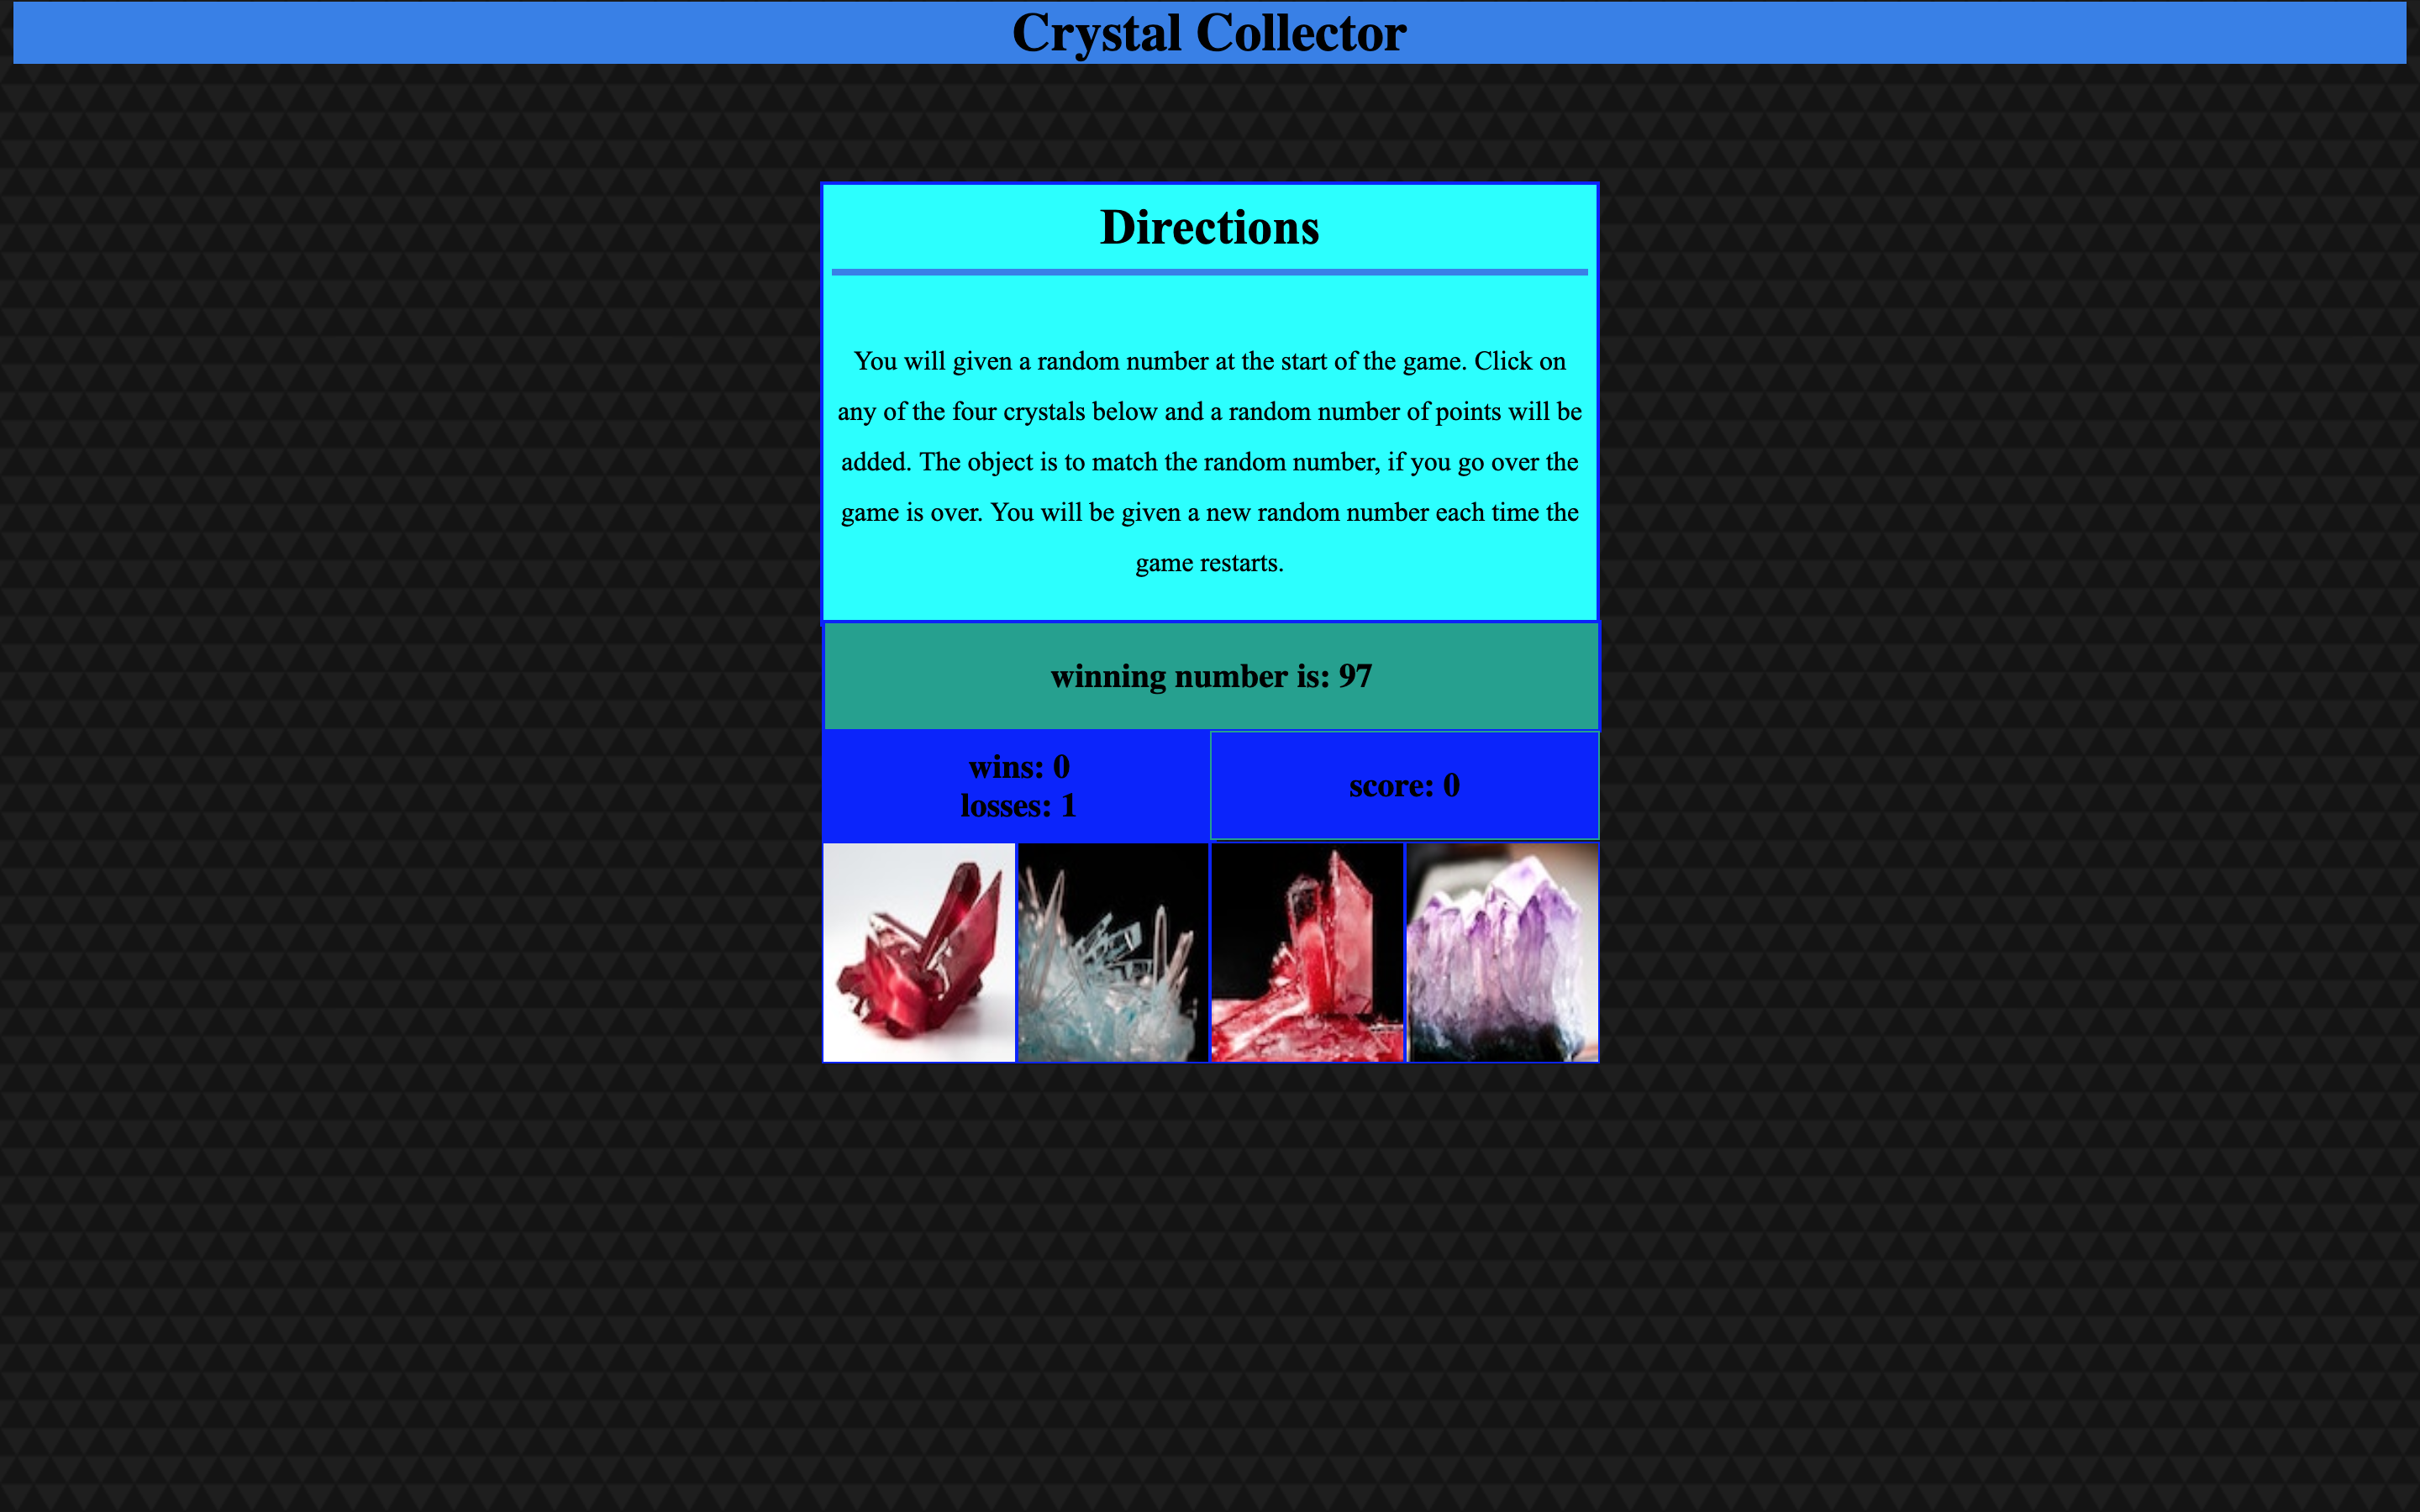 Crystal Collector
Directions
You will given a random number at the start of the game. Click on
any of the four crystals below and a random number of points will be
added. The object is to match the random number, if you go over the
game is over. You will be given a new random number each time the
game restarts.
winning number is: 97
wins: 0
losses: 1
score: 0